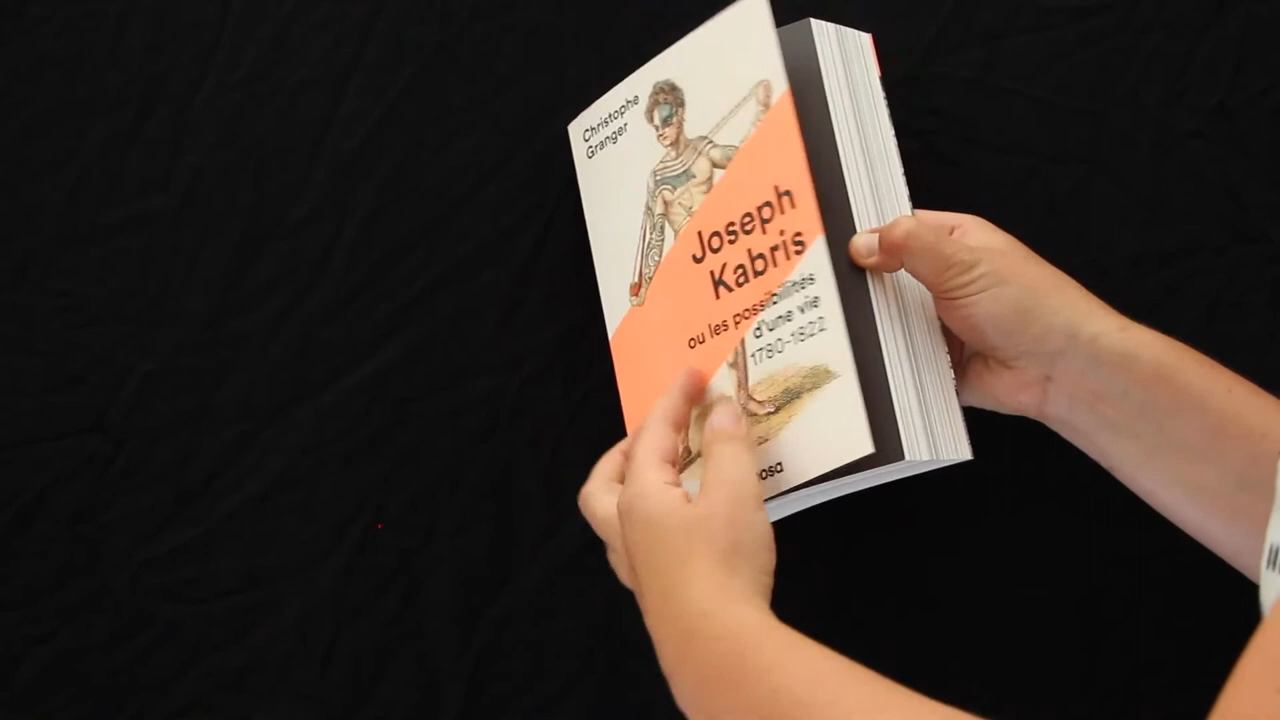 Christophe
Granger
Joseph
Kabris
ou les possibilités
d'une vie
1780-1822